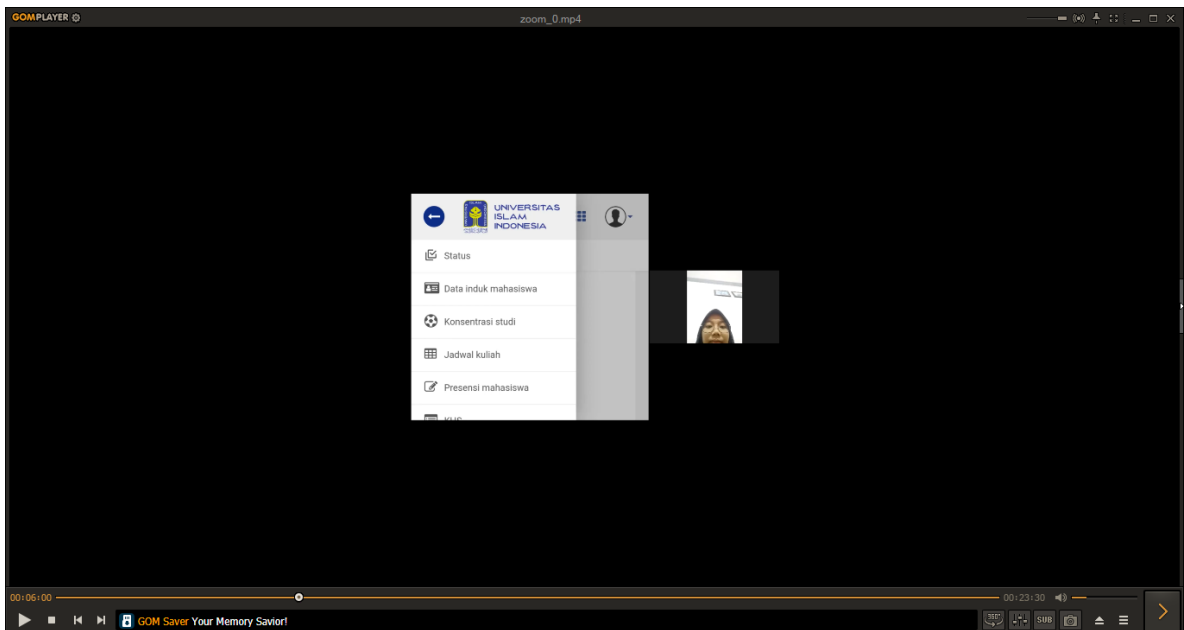 GOMPLAYER
zoom_0.mp4
UNIVERSITAS
ISLAM
INDONESIA
Status
Data induk mahasiswa
Konsentrasi studi
Jadwal kuliah
Presensi mahasiswa
00:06:00
00:23:30
GOM Saver Your Memory Savior!
360°
SUB